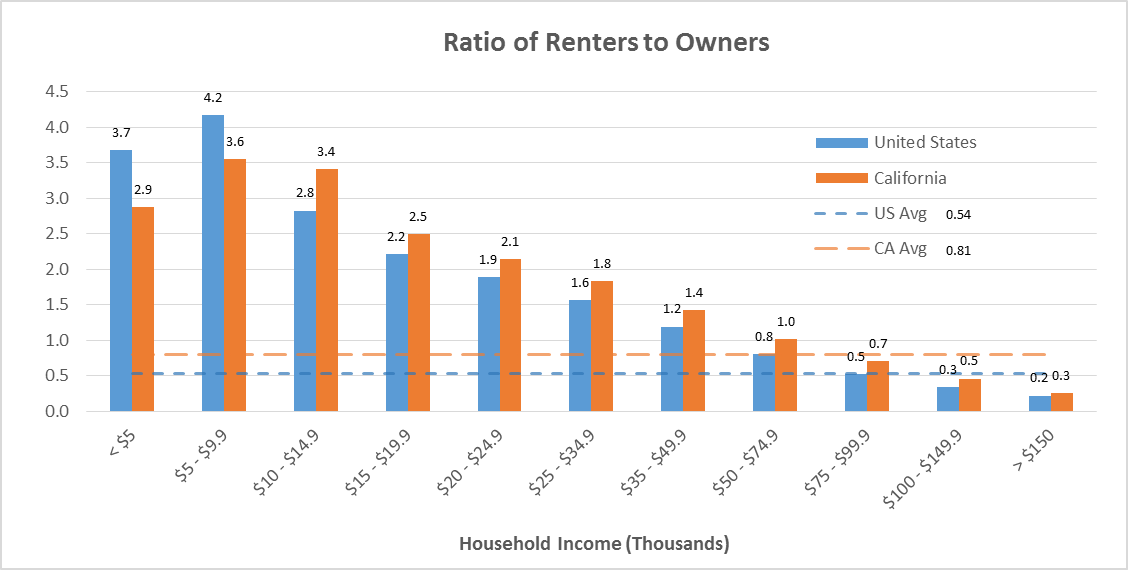 Ratio of Renters to Owners
4.5
4.0
3.5
3.0
2.5
2.0
1.5
1.0
0.5
0.0
3.7
2.9
4.2
3.6
2.8
3.4
2.2
2.5
1.9
2.1
1.6
1.8
1.2
1.4
0.8
1.0
0.5
0.7
0.3
0.5
0.2
0.3
United States
California
US Avg 0.54
CA Avg 0.81
< $5
$5 - $9.9
$10 - $14.9
$15 - $19.9
$20 - $24.9
$25 - $34.9
$35 - $49.9
$50 - $74.9
$75 - $99.9
$100 - $149.9
> $150
Household Income (Thousands)